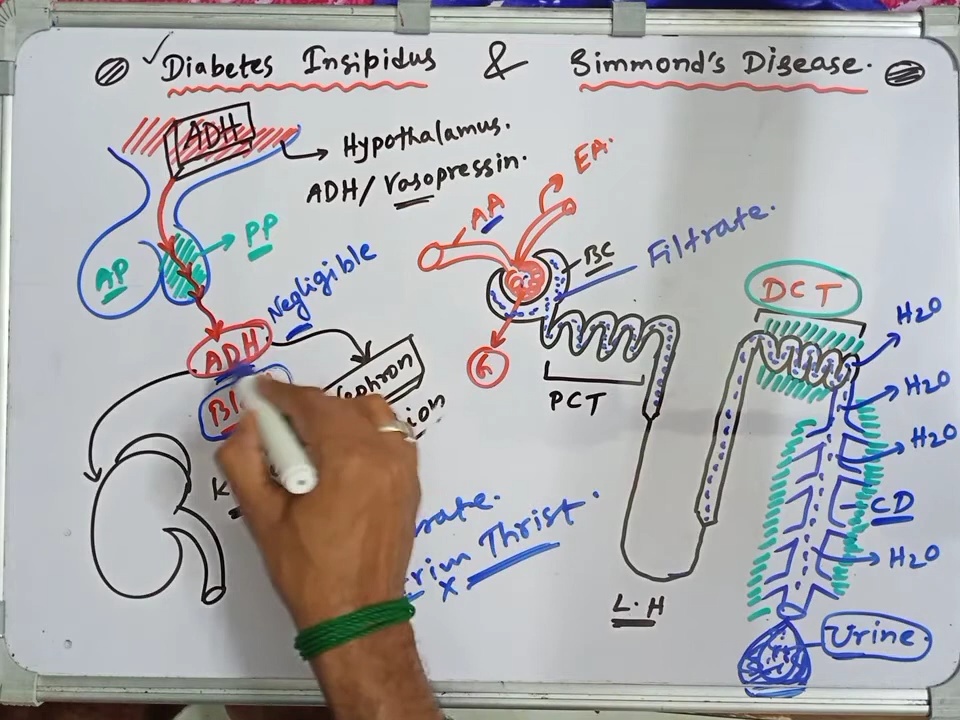 Diabetes Insipidus & Simmond's Disease.
ADH
Hypothalamus.
ADH/Vasopressin.
PP
AP
Negligible
ADH
EA.
AA
BC
Filtrate.
G
PCT
L.H
DCT
H2O
H2O
H2O
CD
H2O
Urine
Thrist.